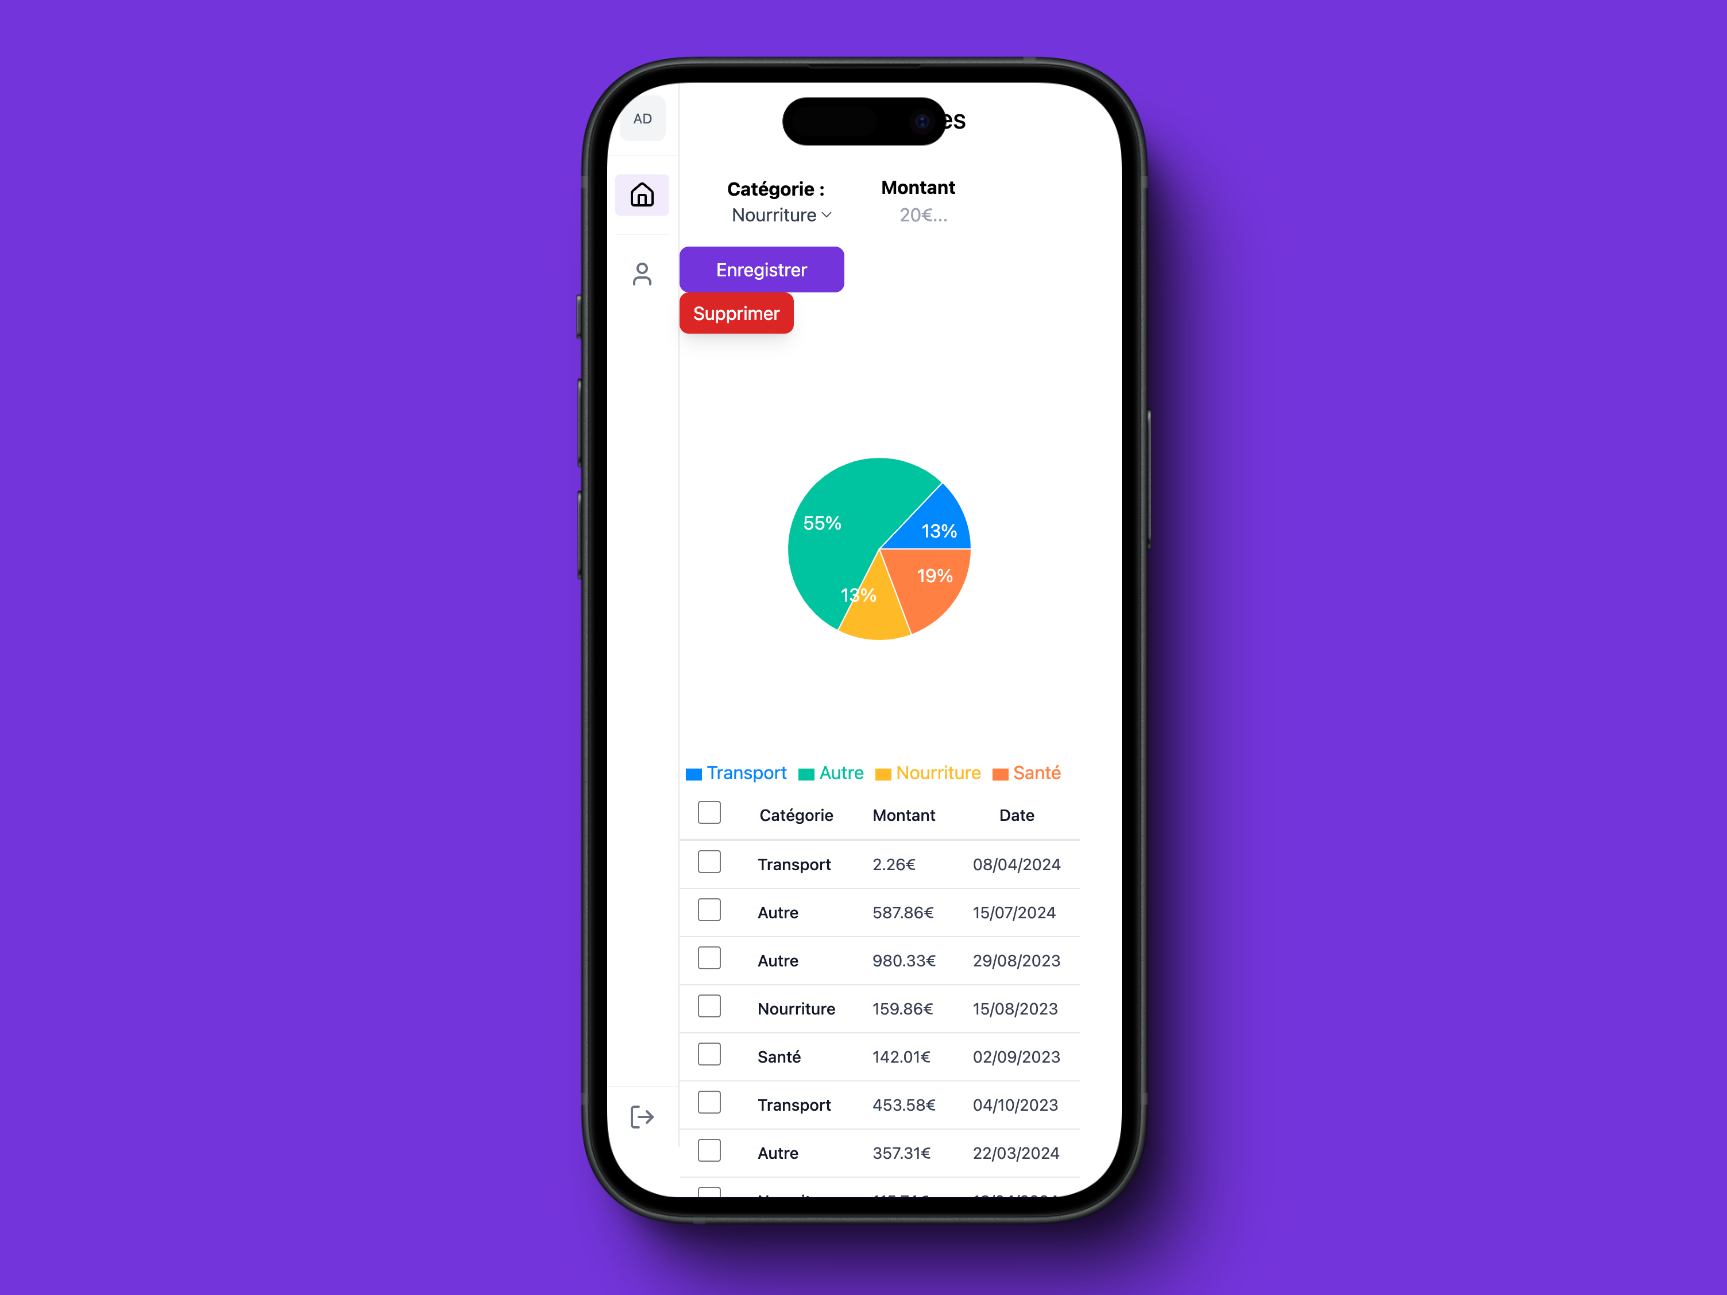 AD
es
Catégorie :
Montant
Nourriture
20€...
Enregistrer
Supprimer
55%
13%
19%
13%
Transport Autre Nourriture Santé
Catégorie Montant Date
Transport 2.26€ 08/04/2024
Autre 587.86€ 15/07/2024
Autre 980.33€ 29/08/2023
Nourriture 159.86€ 15/08/2023
Santé 142.01€ 02/09/2023
Transport 453.58€ 04/10/2023
Autre 357.31€ 22/03/2024